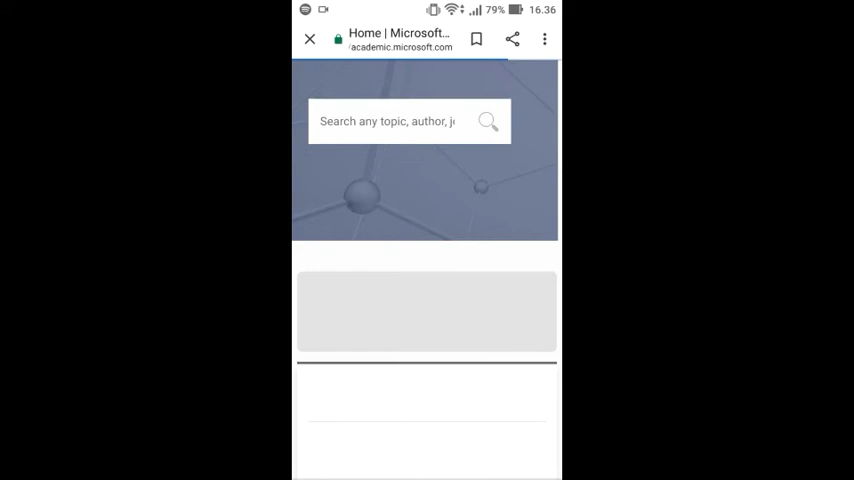 79% 16.36
Home | Microsoft...
/academic.microsoft.com
Search any topic, author, j